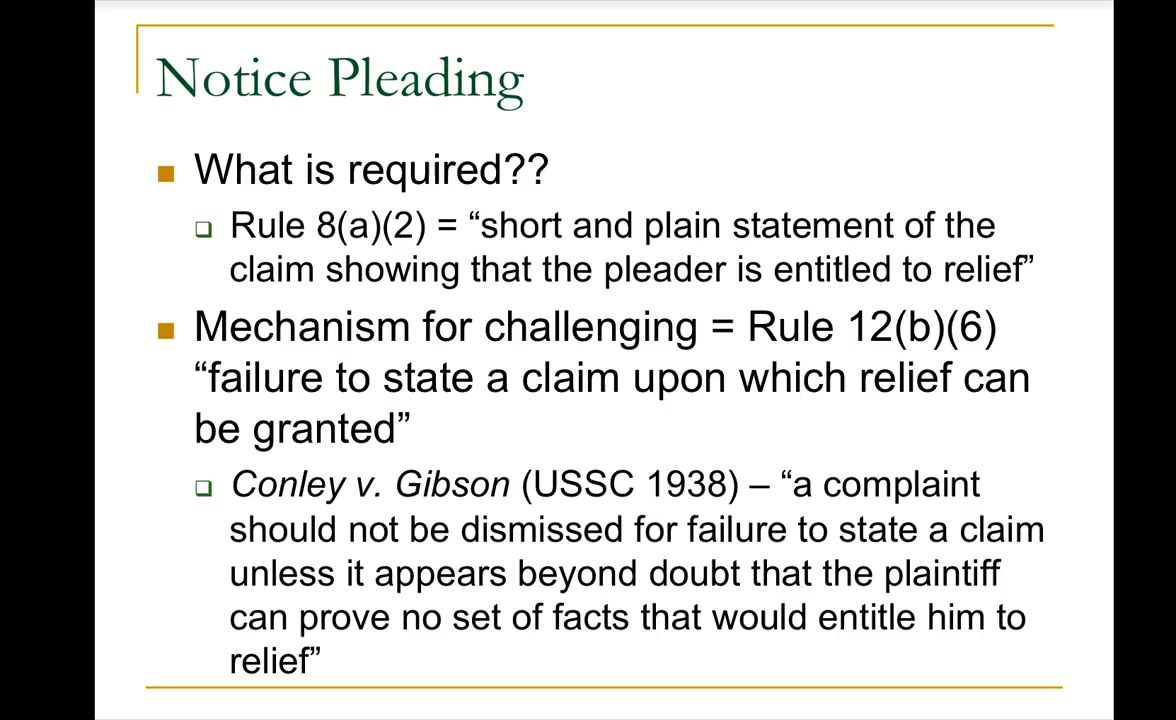 Notice Pleading
What is required??
Rule 8(a)(2) = “short and plain statement of the
claim showing that the pleader is entitled to relief”
Mechanism for challenging = Rule 12(b)(6)
“failure to state a claim upon which relief can
be granted”
Conley v. Gibson (USSC 1938) – “a complaint
should not be dismissed for failure to state a claim
unless it appears beyond doubt that the plaintiff
can prove no set of facts that would entitle him to
relief”